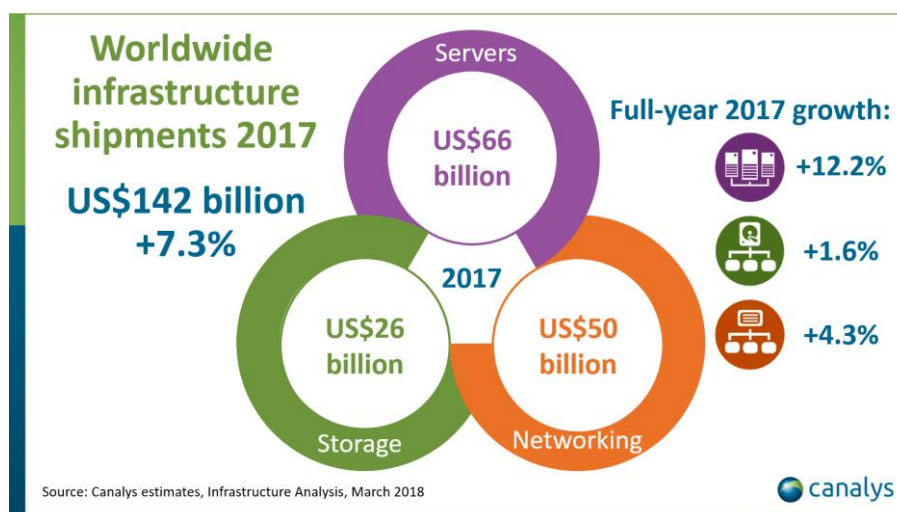 Worldwide
infrastructure
shipments 2017
US$142 billion
+7.3%
Servers
US$66
billion
2017
US$26
billion
Storage
US$50
billion
Networking
Full-year 2017 growth:
+12.2%
+1.6%
+4.3%
Source: Canalys estimates, Infrastructure Analysis, March 2018
canalys